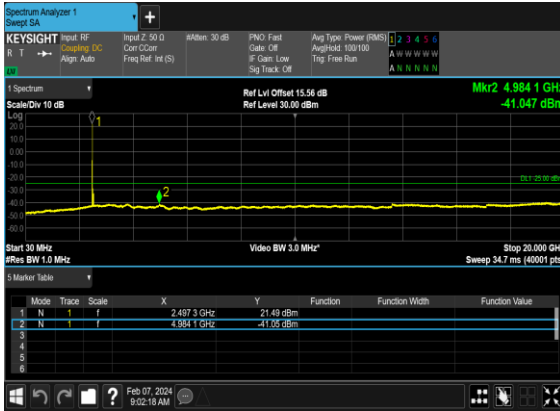 Spectrum Analyzer 1
Swept SA
+
KEYSIGHT
R T
Input: RF
Coupling: DC
Align: Auto
Input Z: 50 Ω
Corr CCorr
Freq Ref: Int (S)
#Atten: 30 dB
PNO: Fast
Gate: Off
IF Gain: Low
Sig Track: Off
Avg Type: Power (RMS)
Avg|Hold: 100/100
Trig: Free Run
1 2 3 4 5 6
A W W W W W
A N N N N N
1 Spectrum
Scale/Div 10 dB
Ref Lvl Offset 15.56 dB
Ref Level 30.00 dBm
Mkr2 4.984 1 GHz
-41.047 dBm
Log
20.0
10.0
0.00
-10.0
-20.0
-30.0
-40.0
-50.0
-60.0
1
2
DL1 -25.00 dBm
Start 30 MHz
#Res BW 1.0 MHz
Video BW 3.0 MHz*
Stop 20.000 GH
Sweep 34.7 ms (40001 pts
5 Marker Table
Mode Trace Scale X Y Function Function Width Function Value
1 N 1 f 2.497 3 GHz 21.49 dBm
2 N 1 f 4.984 1 GHz -41.05 dBm
3
4
5
6
?
Feb 07, 2024
9:02:18 AM